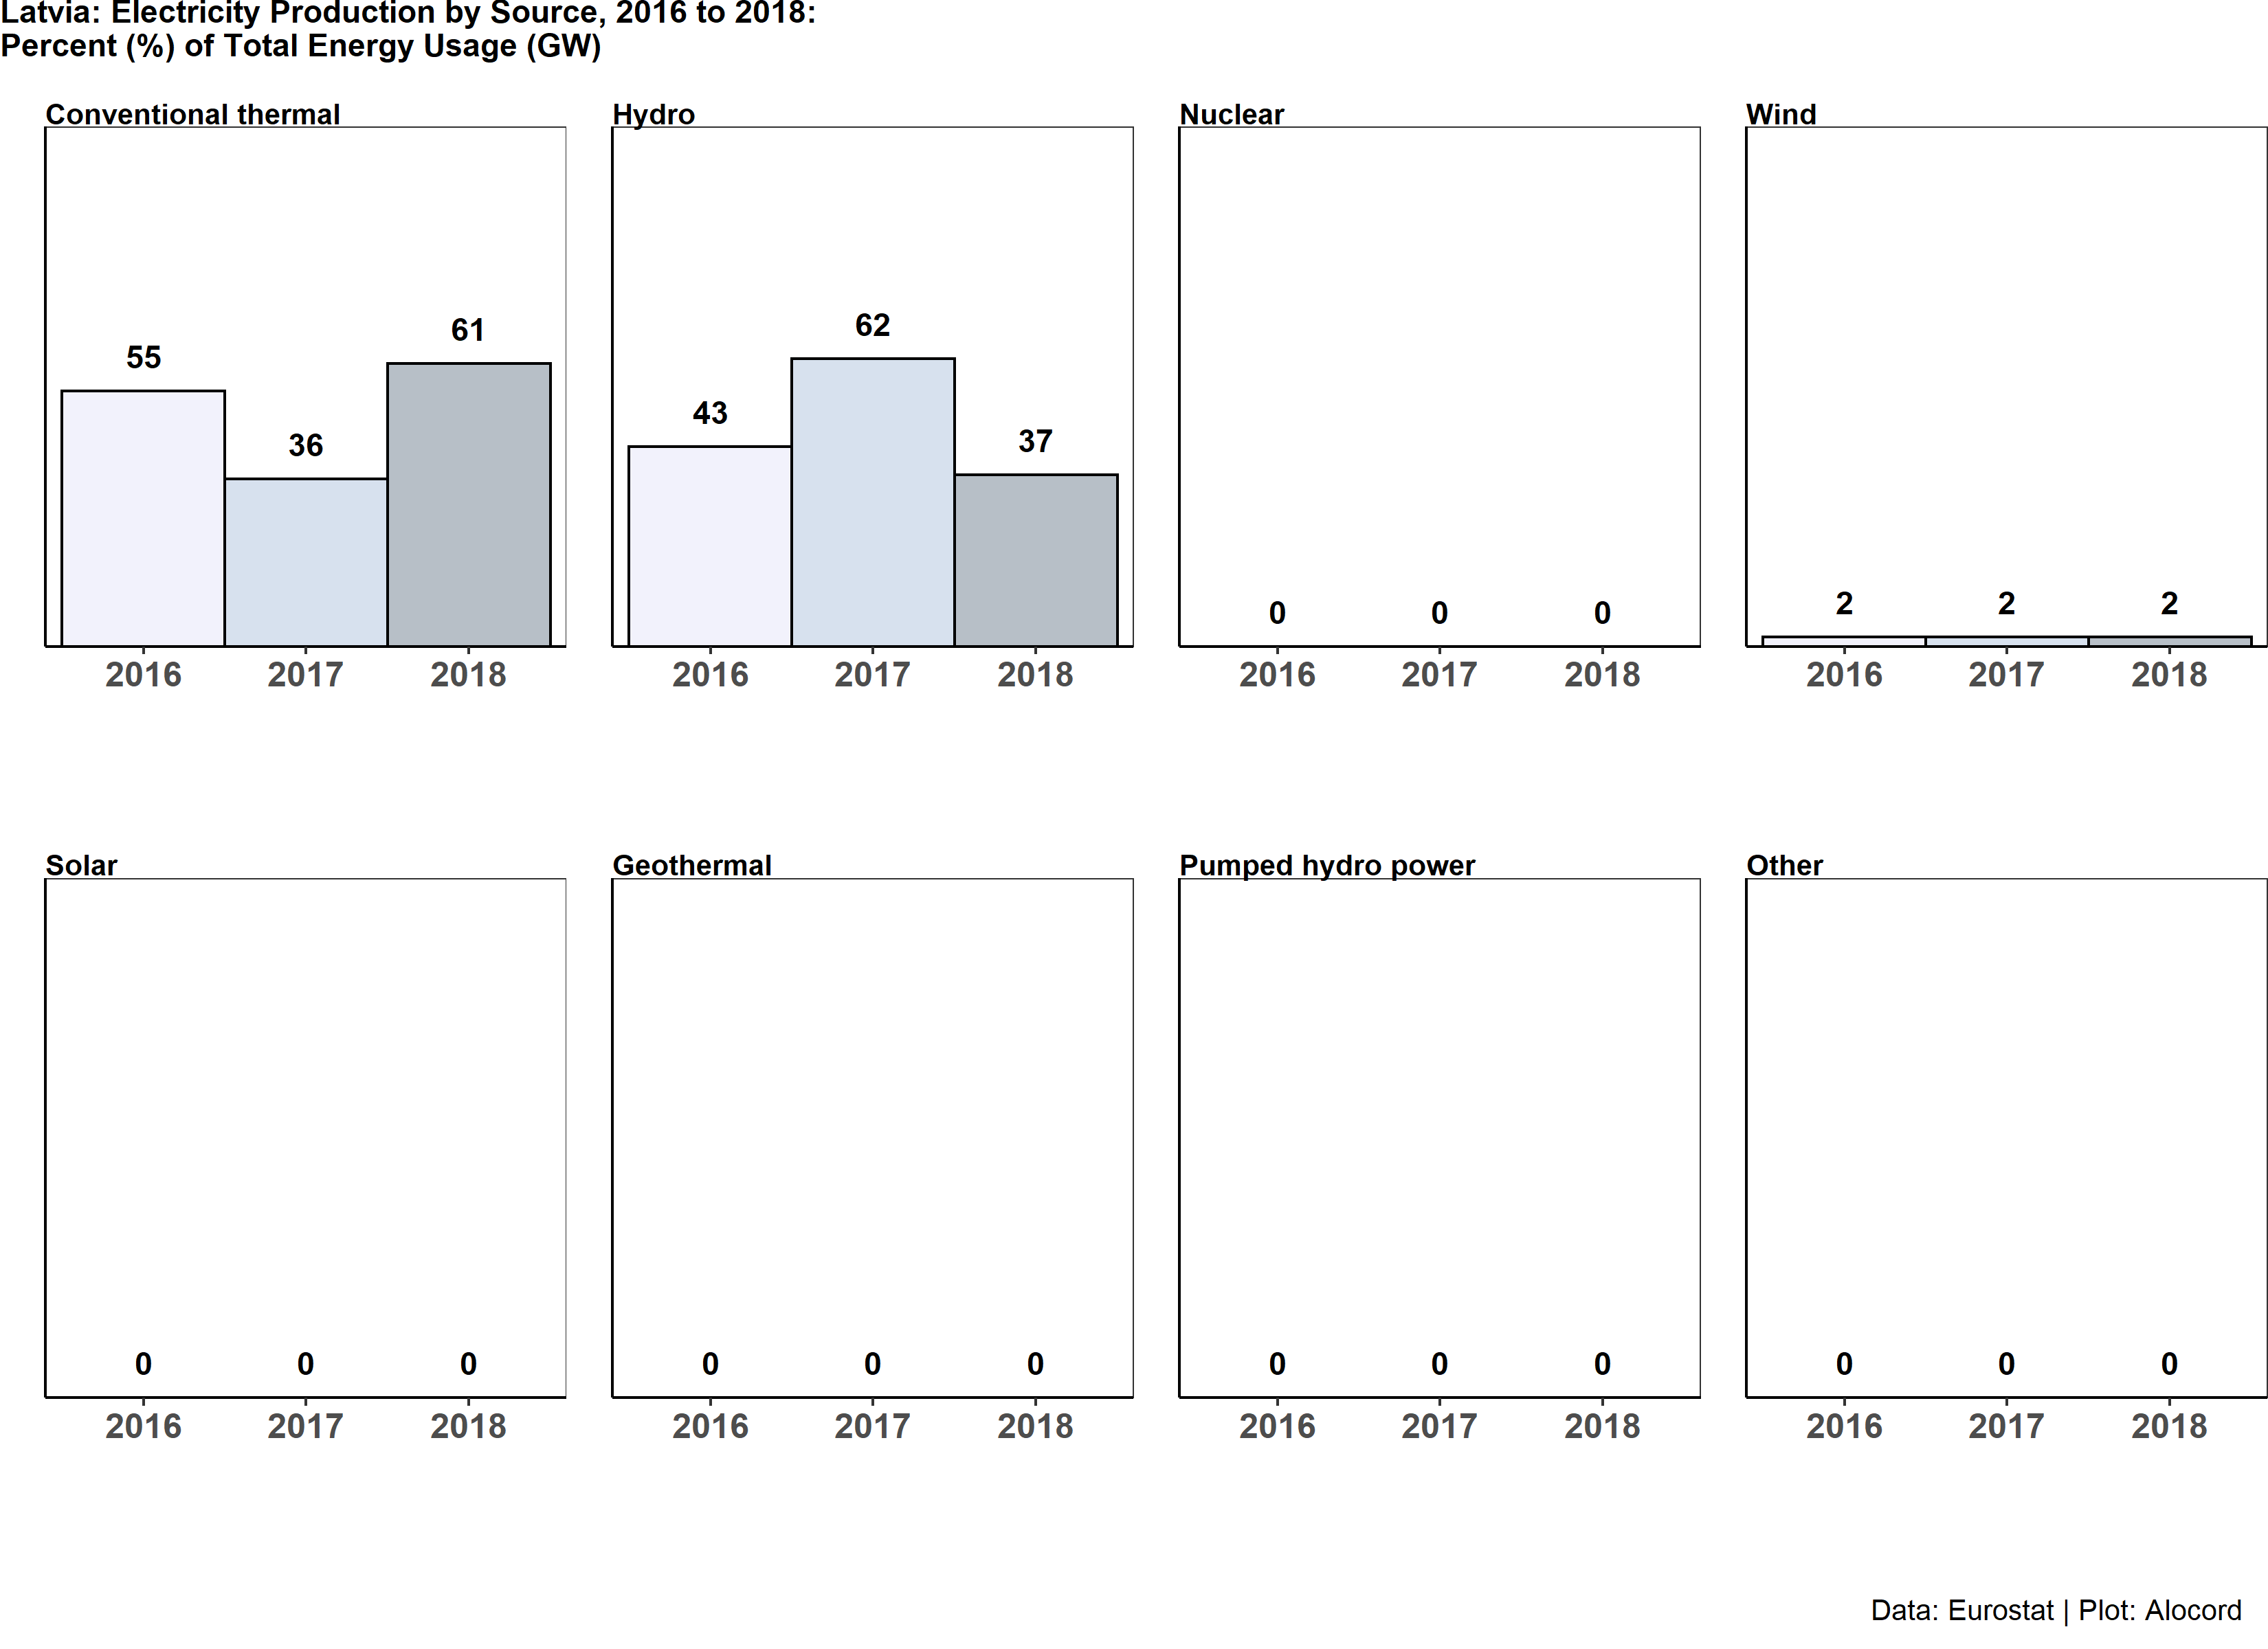 Latvia: Electricity Production by Source, 2016 to 2018:
Percent (%) of Total Energy Usage (GW)
Conventional thermal
55
36
61
2016 2017 2018
Hydro
43
62
37
2016 2017 2018
Nuclear
0 0 0
2016 2017 2018
Wind
2 2 2
2016 2017 2018
Solar
0 0 0
2016 2017 2018
Geothermal
0 0 0
2016 2017 2018
Pumped hydro power
0 0 0
2016 2017 2018
Other
0 0 0
2016 2017 2018
Data: Eurostat | Plot: Alocord